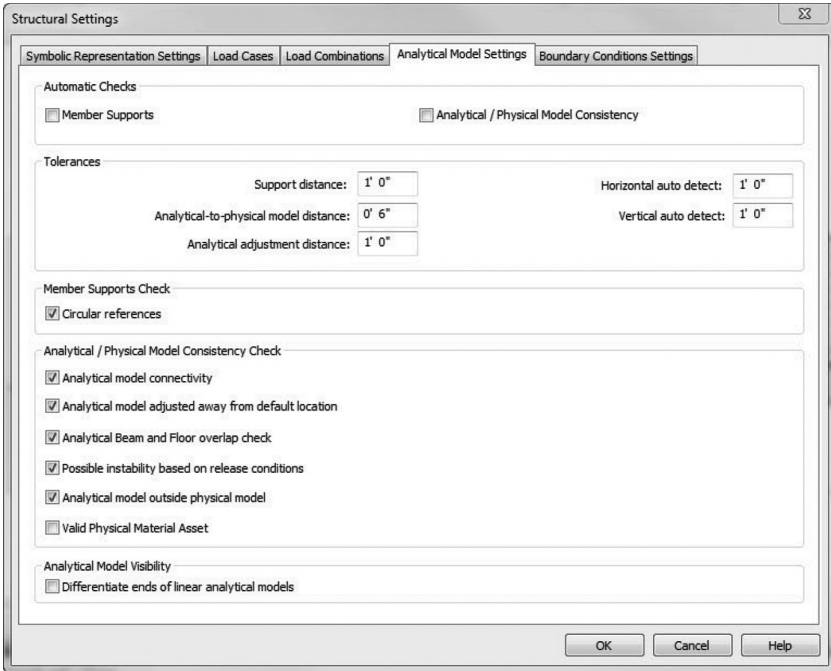 Structural Settings
Symbolic Representation Settings Load Cases Load Combinations Analytical Model Settings Boundary Conditions Settings
Automatic Checks
Member Supports Analytical / Physical Model Consistency
Tolerances
Support distance: 1' 0" Horizontal auto detect: 1' 0"
Analytical-to-physical model distance: 0' 6" Vertical auto detect: 1' 0"
Analytical adjustment distance: 1' 0"
Member Supports Check
Circular references
Analytical / Physical Model Consistency Check
Analytical model connectivity
Analytical model adjusted away from default location
Analytical Beam and Floor overlap check
Possible instability based on release conditions
Analytical model outside physical model
Valid Physical Material Asset
Analytical Model Visibility
Differentiate ends of linear analytical models
OK Cancel Help